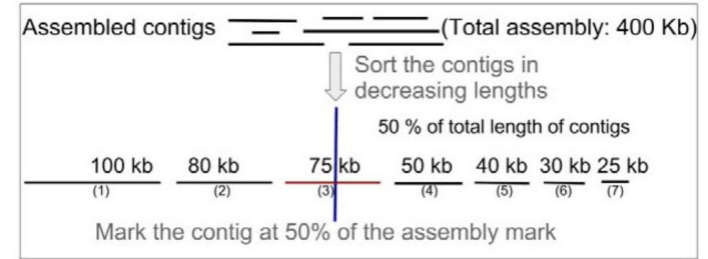 Assembled contigs (Total assembly: 400 Kb)
Sort the contigs in
decreasing lengths
50 % of total length of contigs
100 kb 80 kb 75 kb 50 kb 40 kb 30 kb 25 kb
(1) (2) (3) (4) (5) (6) (7)
Mark the contig at 50% of the assembly mark